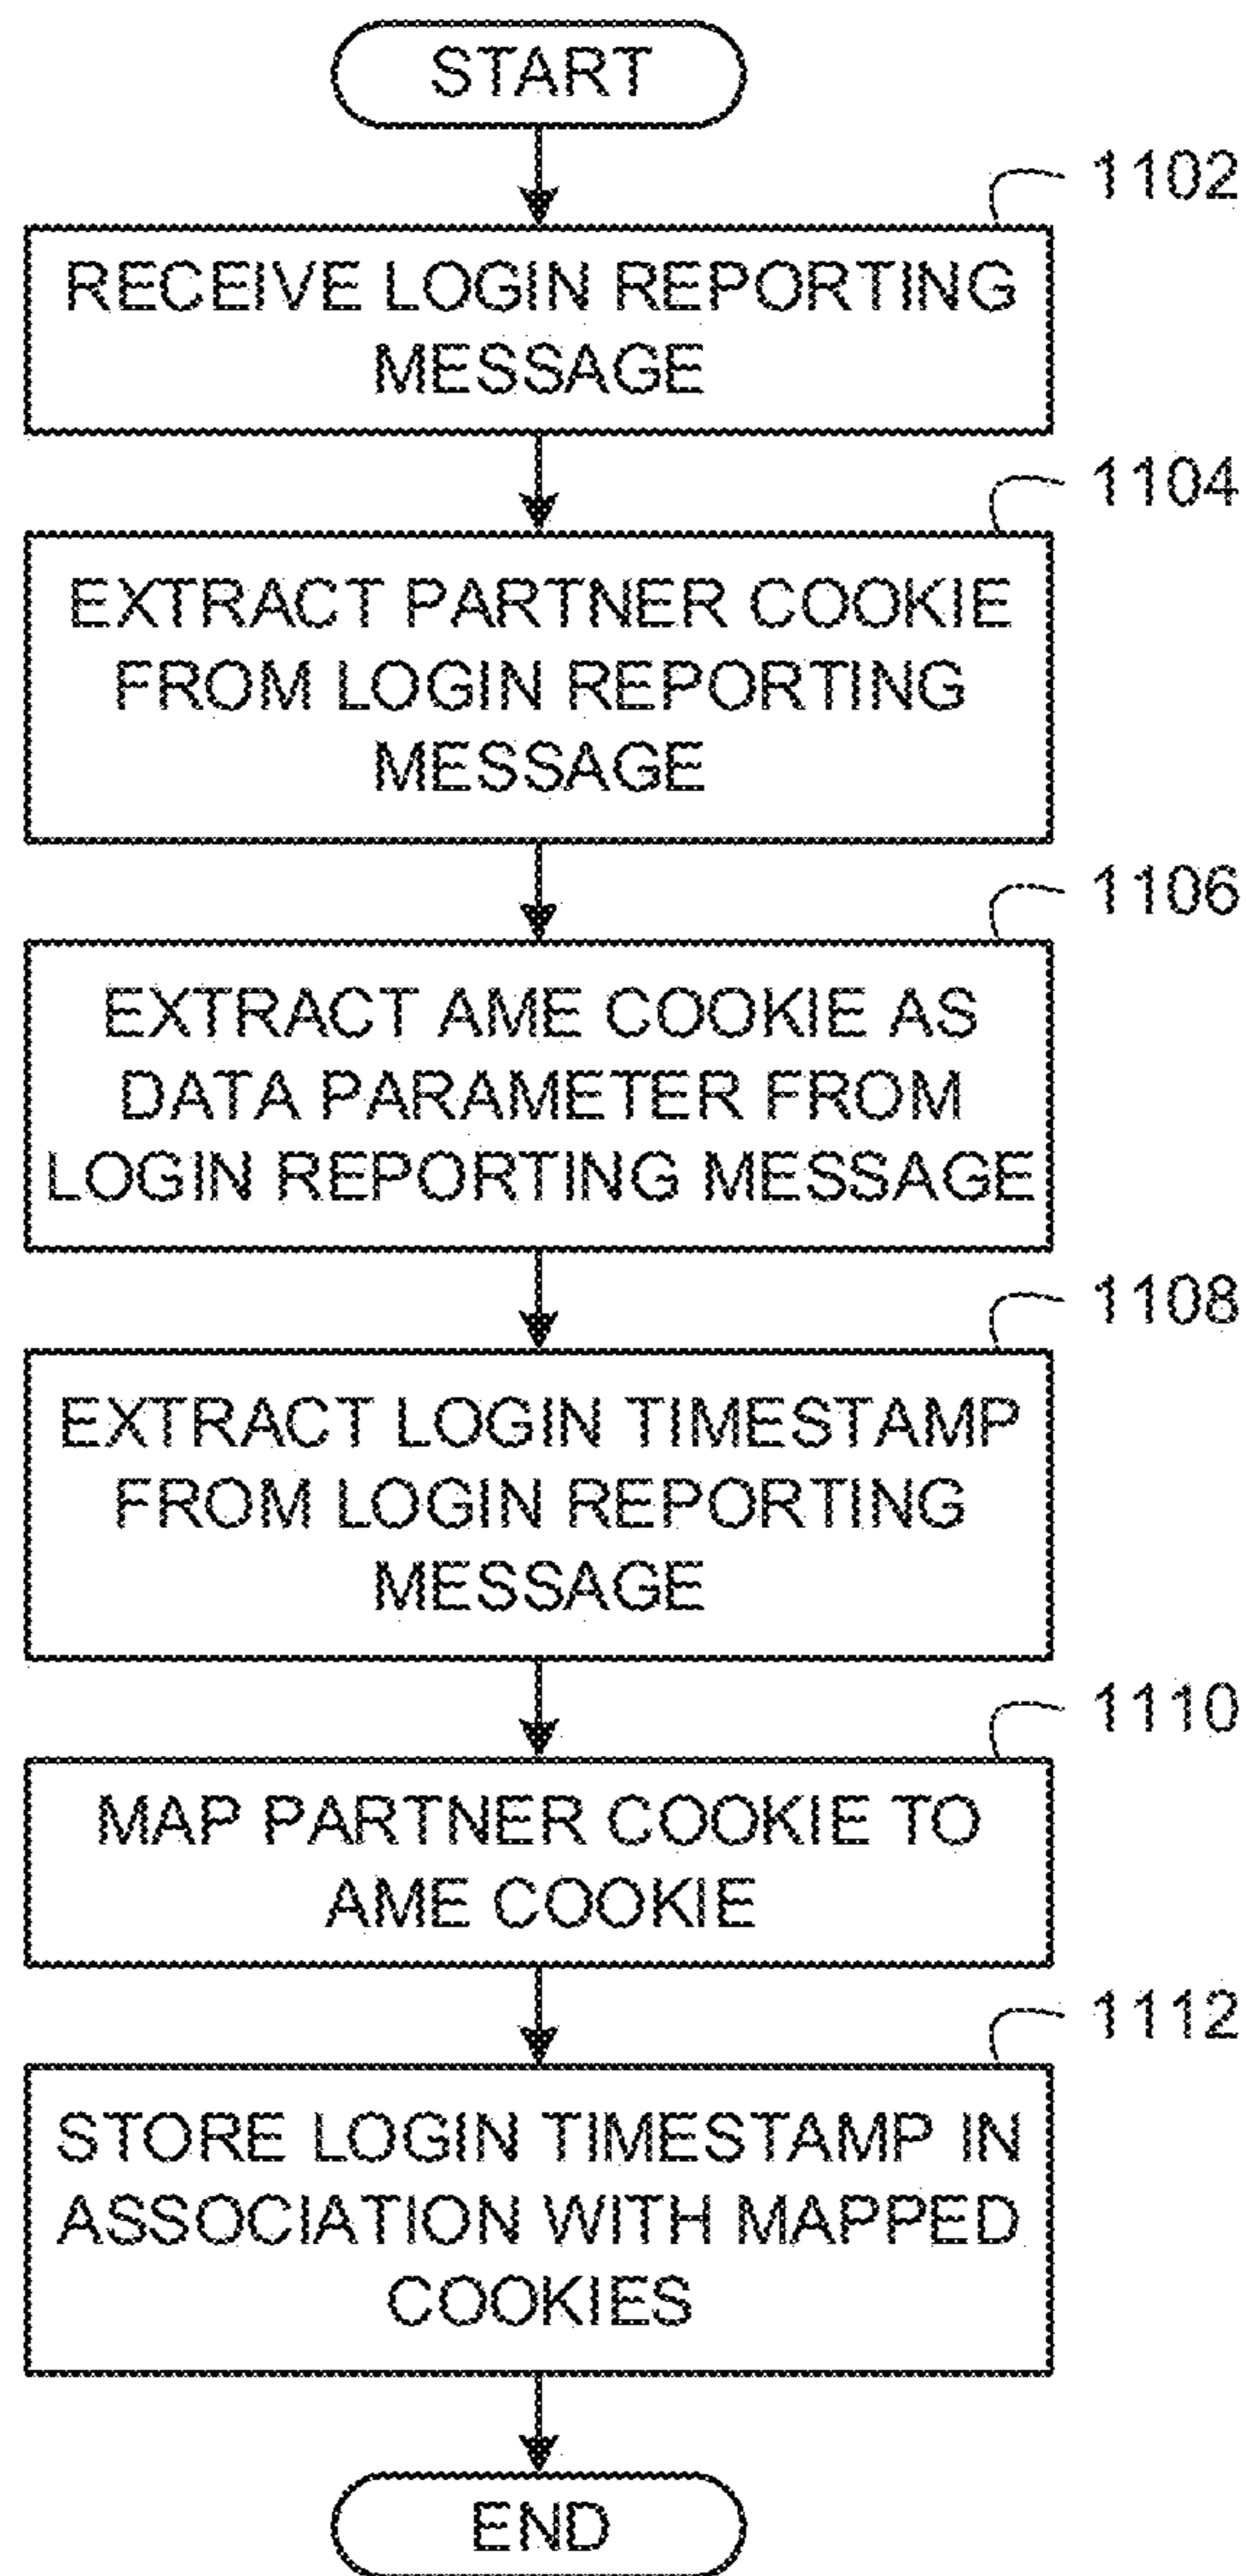 START
1102
RECEIVE LOGIN REPORTING
MESSAGE
1104
EXTRACT PARTNER COOKIE
FROM LOGIN REPORTING
MESSAGE
1106
EXTRACT AME COOKIE AS
DATA PARAMETER FROM
LOGIN REPORTING MESSAGE
1108
EXTRACT LOGIN TIMESTAMP
FROM LOGIN REPORTING
MESSAGE
1110
MAP PARTNER COOKIE TO
AME COOKIE
1112
STORE LOGIN TIMESTAMP IN
ASSOCIATION WITH MAPPED
COOKIES
END